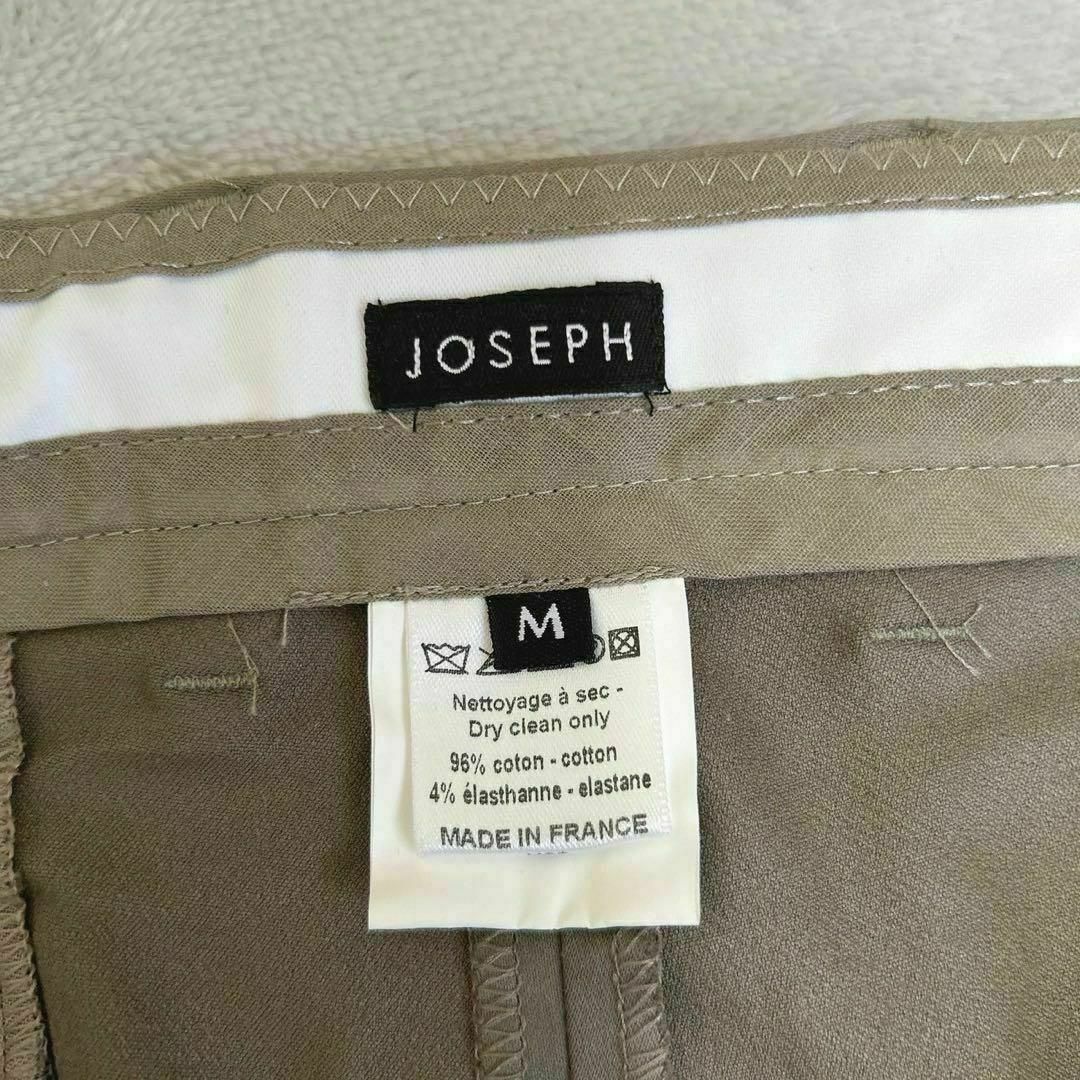 JOSEPH
M
Nettoyage à sec -
Dry clean only
96% coton - cotton
4% élasthanne - elastane
MADE IN FRANCE